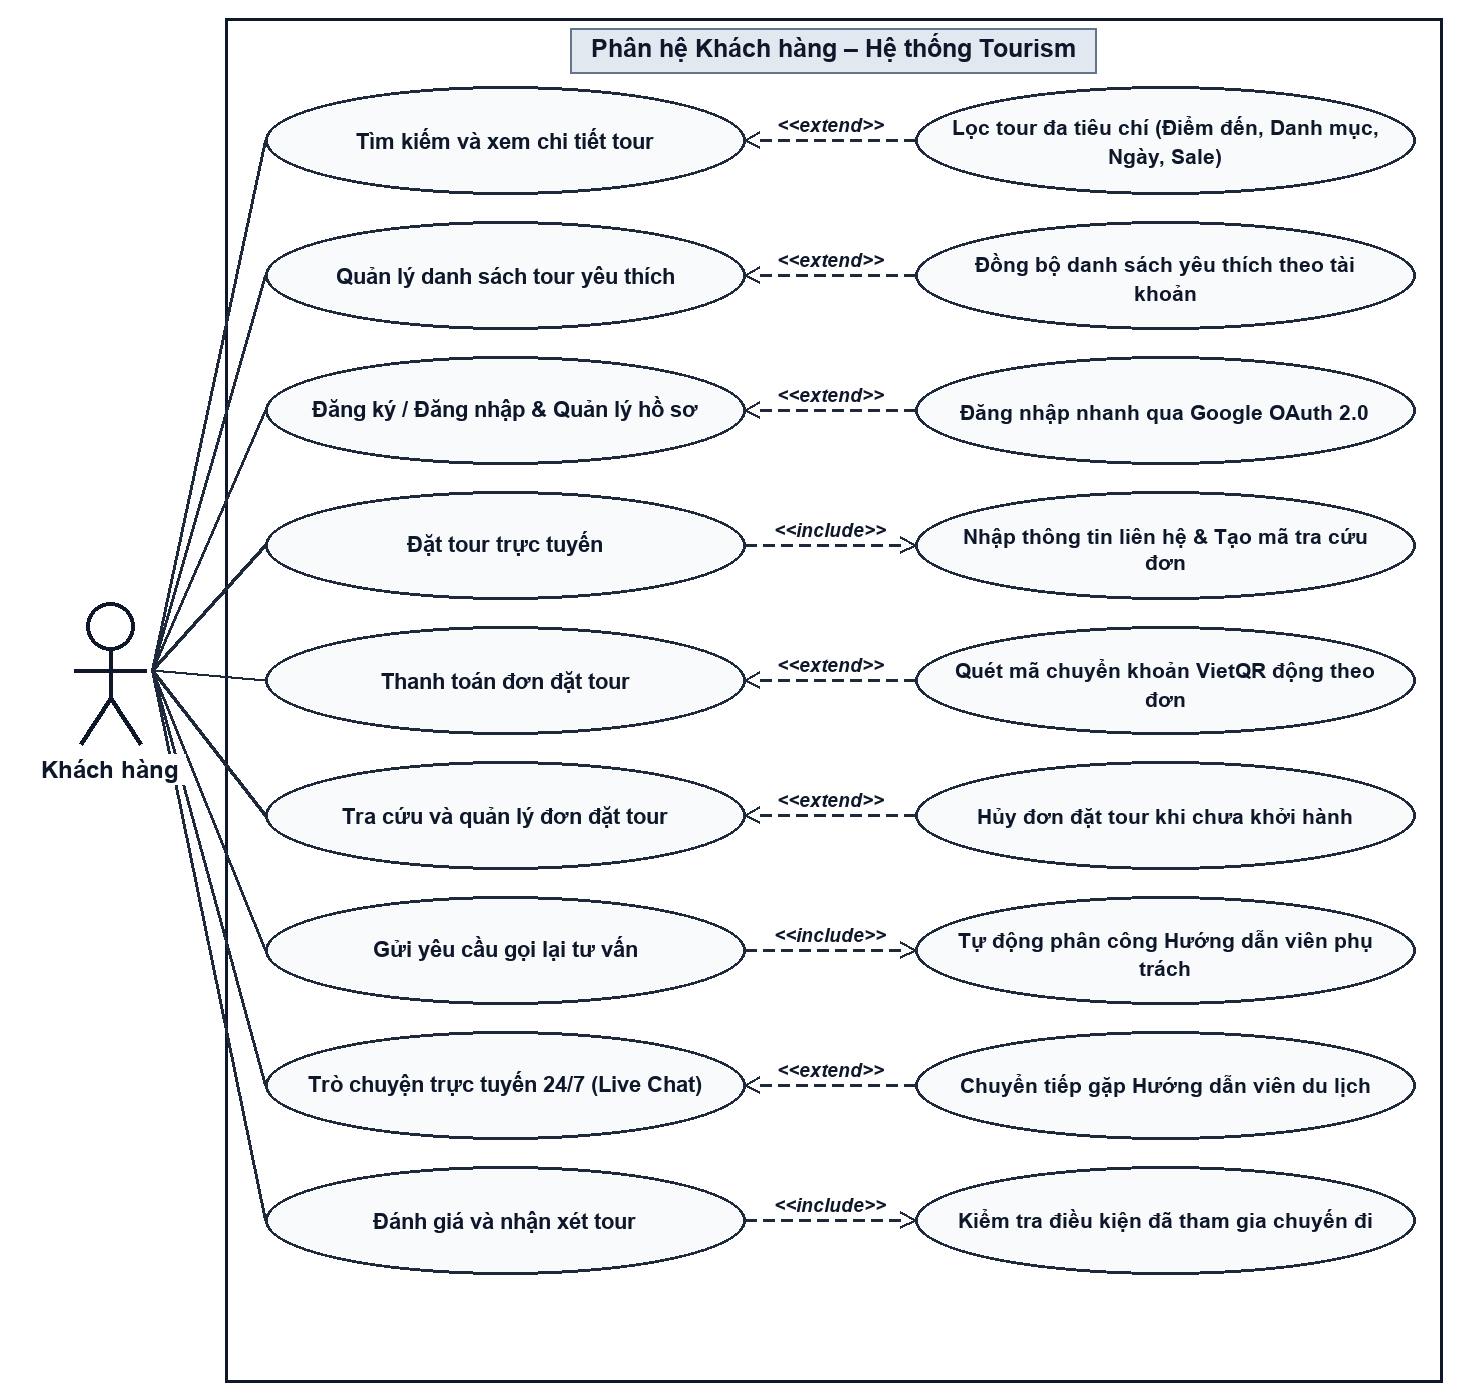 Phân hệ Khách hàng – Hệ thống Tourism
Tìm kiếm và xem chi tiết tour
<<extend>>
Lọc tour đa tiêu chí (Điểm đến, Danh mục,
Ngày, Sale)
Quản lý danh sách tour yêu thích
<<extend>>
Đồng bộ danh sách yêu thích theo tài
khoản
Đăng ký / Đăng nhập & Quản lý hồ sơ
<<extend>>
Đăng nhập nhanh qua Google OAuth 2.0
Đặt tour trực tuyến
<<include>>
Nhập thông tin liên hệ & Tạo mã tra cứu
đơn
Thanh toán đơn đặt tour
<<extend>>
Quét mã chuyển khoản VietQR động theo
đơn
Khách hàng
Tra cứu và quản lý đơn đặt tour
<<extend>>
Hủy đơn đặt tour khi chưa khởi hành
Gửi yêu cầu gọi lại tư vấn
<<include>>
Tự động phân công Hướng dẫn viên phụ
trách
Trò chuyện trực tuyến 24/7 (Live Chat)
<<extend>>
Chuyển tiếp gặp Hướng dẫn viên du lịch
Đánh giá và nhận xét tour
<<include>>
Kiểm tra điều kiện đã tham gia chuyến đi